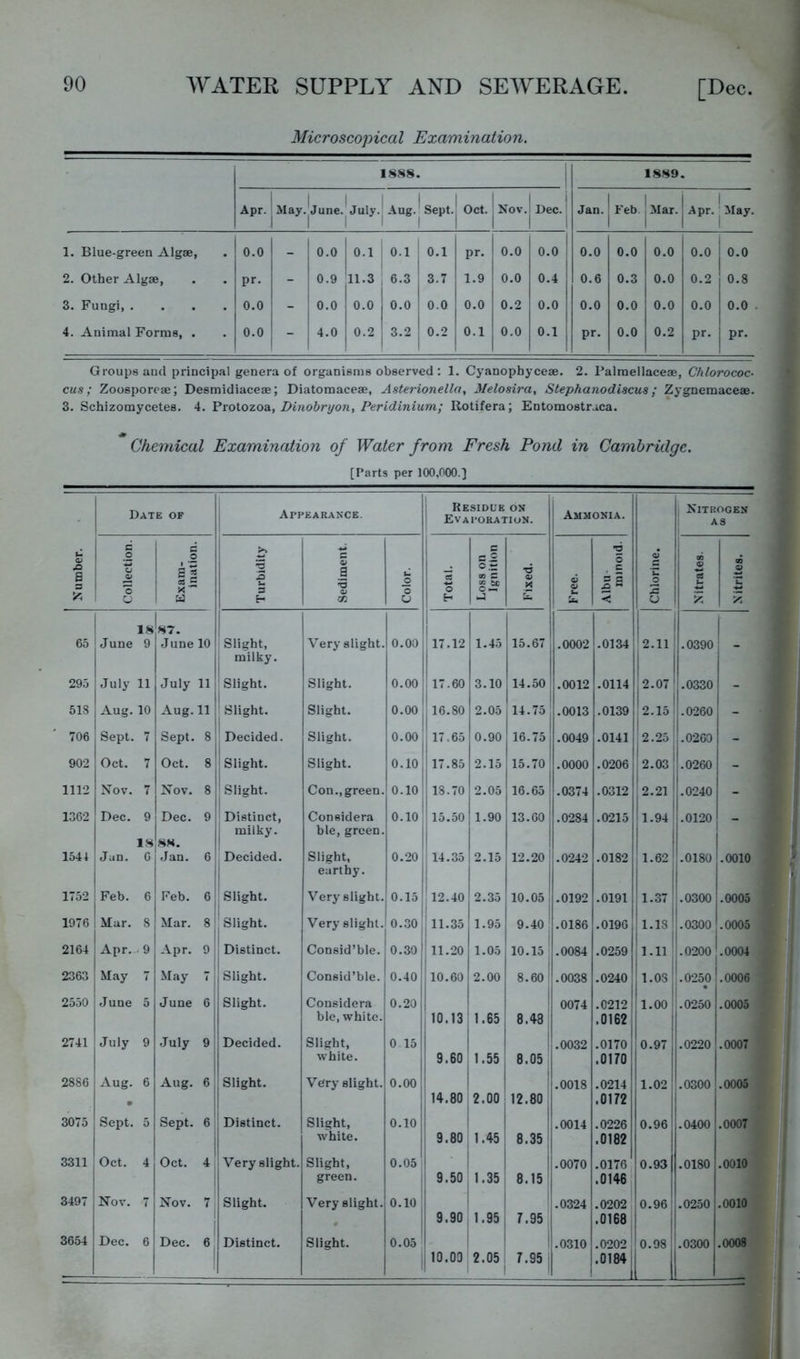 90 WATER SUPPLY AND SEWERAGE. [Dec.
Microscopical Examination.
1888. 1889.
Apr. May. June. July. Aug. Sept. Oct. Nov. Dec. Jan. Feb. Mar. Apr. May.
1. Blue-green Algæ, . 0.0 - 0.0 0.1 0.1 0.1 pr. 0.0 0.0 0.0 0.0 0.0 0.0 0.0
2. Other Algæ, . . pr. - 0.9 11.3 6.3 3.7 1.9 0.0 0.4 0.6 0.3 0.0 0.2 0.8
3. Fungi, . . . . 0.0 - 0.0 0.0 0.0 0.0 0.0 0.2 0.0 0.0 0.0 0.0 0.0 0.0
4. Animal Forms, . 0.0 - 4.0 0.2 3.2 0.2 0.1 0.0 0.1 pr. 0.0 0.2 pr. pr.
Groups and principal genera of organisms observed: 1. Cyanophyceæ. 2. Palmellaceæ, Chlorococ-
cus; Zoosporeæ; Desmidiaceæ; Diatomaceæ, Asterionella, Melosira, Stephanodiscus; Zygnemaceæ.
3. Schizomycetes. 4. Protozoa, Dinobryon, Peridinium; Rotifera; Entomostraca.
Chemical Examination of Water from Fresh Pond in Cambridge.
[Parts per 100,000.]
Number. DATE OF APPEARANCE. RESIDUE ON EVAPORATION. AMMONIA. Chlorine. NITROGEN AS
Collection. Exam-ination. Turbidity Sediment. Color. Total. Loss on Ignition Fixed. Free. Albu-minoid. Nitrates. Nitrites.
1887.
65 June 9 June 10 Slight, milky. Very slight. 0.00 17.12 1.45 15.67 .0002 .0134 2.11 .0390 -
295 July 11 July 11 Slight. Slight. 0.00 17.60 3.10 14.50 .0012 .0114 2.07 .0330 -
518 Aug. 10 Aug. 11 Slight. Slight. 0.00 16.80 2.05 14.75 .0013 .0139 2.15 .0260 -
706 Sept. 7 Sept. 8 Decided. Slight. 0.00 17.65 0.90 16.75 .0049 .0141 2.25 .0260 -
902 Oct. 7 Oct. 8 Slight. Slight. 0.10 17.85 2.15 15.70 .0000 .0206 2.03 .0260 -
1112 Nov. 7 Nov. 8 Slight. Con., green. 0.10 18.70 2.05 16.65 .0374 .0312 2.21 .0240 -
1362 Dec. 9 Dec. 9 Distinct, milky. Considera ble, green. 0.10 15.50 1.90 13.60 .0284 .0215 1.94 .0120 -
1888.
1544 Jan. 6 Jan. 6 Decided. Slight, earthy. 0.20 14.35 2.15 12.20 .0242 .0182 1.62 .0180 .0010
1752 Feb. 6 Feb. 6 Slight. Very slight. 0.15 12.40 2.35 10.05 .0192 .0191 1.37 .0300 .0005
1976 Mar. 8 Mar. 8 Slight. Very slight. 0.30 11.35 1.95 9.40 .0186 .0196 1.18 .0300 .0005
2164 Apr. 9 Apr. 9 Distinct. Consid'ble. 0.30 11.20 1.05 10.15 .0084 .0259 1.11 .0200 .0004
2363 May 7 May 7 Slight. Consid'ble. 0.40 10.60 2.00 8.60 .0038 .0240 1.08 .0250 .0006
2550 June 5 June 6 Slight. Considera ble, white. 0.20 10.13 1.65 8.48 0074 .0212 .0162 1.00 .0250 .0005
2741 July 9 July 9 Decided. Slight, white. 0 15 9.60 1.55 8.05 .0032 .0170 .0170 0.97 .0220 .0007
2886 Aug. 6 Aug. 6 Slight. Very slight. 0.00 14.80 2.00 12.80 .0018 .0214 .0172 1.02 .0300 .0005
3075 Sept. 5 Sept. 6 Distinct. Slight, white. 0.10 9.80 1.45 8.35 .0014 .0226 .0182 0.96 .0400 .0007
3311 Oct. 4 Oct. 4 Very slight. Slight, green. 0.05 9.50 1.35 8.15 .0070 .0176 .0146 0.93 .0180 .0010
3497 Nov. 7 Nov. 7 Slight. Very slight. 0.10 9.90 1.95 7.95 .0324 .0202 .0168 0.96 .0250 .0010
3654 Dec. 6 Dec. 6 Distinct. Slight. 0.05 10.00 2.05 7.95 .0310 .0202 .0184 0.98 .0300 .0008